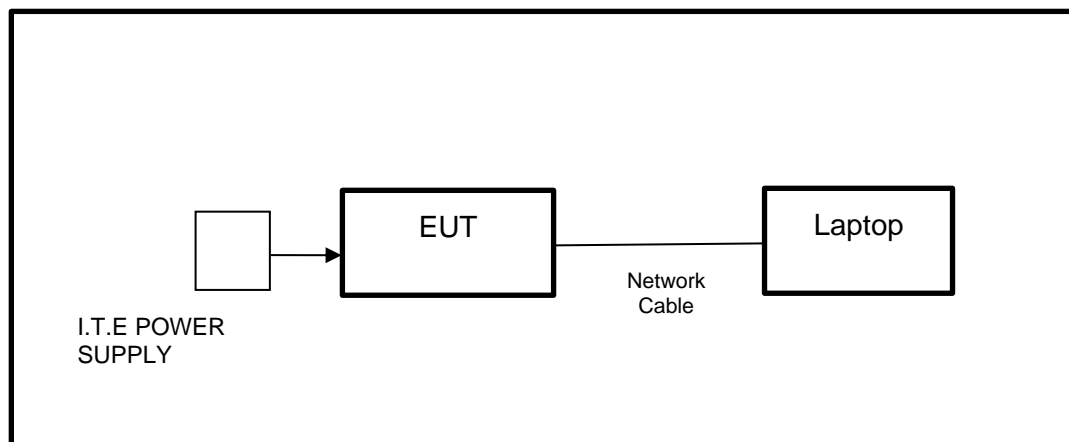 EUT
Laptop
Network
Cable
I.T.E POWER
SUPPLY